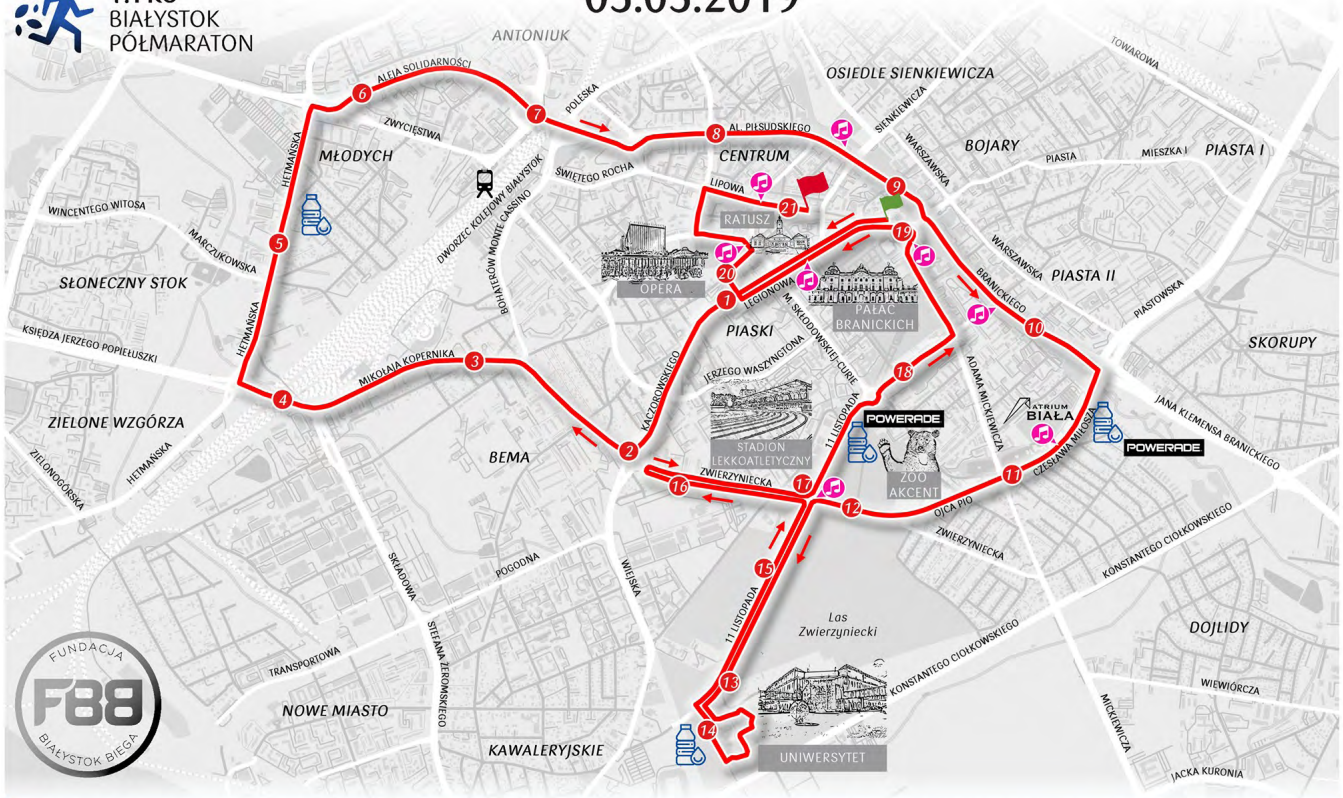 BIAŁYSTOK
PÓŁMARATON
ANTONIUK
TOWAROWA
ALEJA SOLIDARNOŚCI
OSIEDLE SIENKIEWICZA
6
7
POLESKA
SIENKIEWICZA
ZWYCIĘSTWA
8
AL. PIŁSUDSKIEGO
WARSZAWSKA
BOJARY
HETMAŃSKA
MŁODYCH
CENTRUM
PIASTA
MIESZKA I
PIASTA I
ŚWIĘTEGO ROCHA
LIPOWA
9
WINCENTEGO WITOSA
DWORZEC KOLEJOWY BIAŁYSTOK
BOHATERÓW MONTE CASSINO
21
RATUSZ
19
5
MARCZUKOWSKA
WARSZAWSKA
PIASTA II
SŁONECZNY STOK
20
OPERA
1
LEGIONOWA
M. SKŁODOWSKIEJ-CURIE
PAŁAC
BRANICKICH
BRANICKIEGO
PIASTOWSKA
10
HETMAŃSKA
PIASKI
SKORUPY
KSIĘDZA JERZEGO POPIEŁUSZKI
MIKOŁAJA KOPERNIKA
3
JERZEGO WASZYNGTONA
18
ADAMA MICKIEWICZA
4
KACZOROWSKIEGO
11 LISTOPADA
POWERADE
ATRIUM
BIAŁA
JANA KLEMENSA BRANICKIEGO
ZIELONE WZGÓRZA
CZESŁAWA MIŁOSZA
POWERADE
HETMAŃSKA
ZIELONOGÓRSKA
BEMA
2
STADION
LEKKOATLETYCZNY
ZOO
AKCENT
11
ZWIERZYNIECKA
16
17
12
OJCA PIO
ZWIERZYNIECKA
KONSTANTEGO CIOŁKOWSKIEGO
SKŁADOWA
POGODNA
WIEJSKA
15
11 LISTOPADA
Las
Zwierzyniecki
DOJLIDY
KONSTANTEGO CIOŁKOWSKIEGO
STEFANA ŻEROMSKIEGO
FUNDACJA
FBB
BIAŁYSTOK BIEGA
TRANSPORTOWA
13
WIEWIÓRCZA
NOWE MIASTO
14
MICKIEWICZA
KAWALERYJSKIE
UNIWERSYTET
JACKA KURONIA